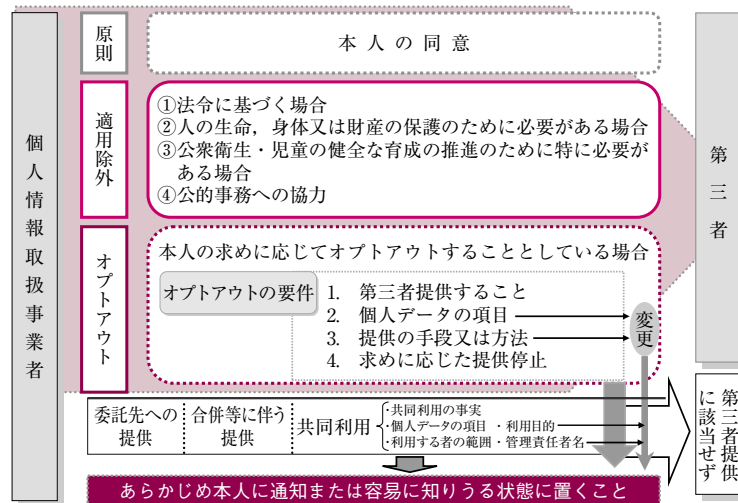 個人情報取扱事業者
原則
本人の同意
適用除外
①法令に基づく場合
②人の生命，身体又は財産の保護のために必要がある場合
③公衆衛生・児童の健全な育成の推進のために特に必要が
ある場合
④公的事務への協力
オプトアウト
本人の求めに応じてオプトアウトすることとしている場合
オプトアウトの要件
1. 第三者提供すること
2. 個人データの項目
3. 提供の手段又は方法
4. 求めに応じた提供停止
変更
第三者
委託先への
提供
合併等に伴う
提供
共同利用
・共同利用の事実
・個人データの項目 ・利用目的
・利用する者の範囲・管理責任者名
第三者提供
に該当せず
あらかじめ本人に通知または容易に知りうる状態に置くこと